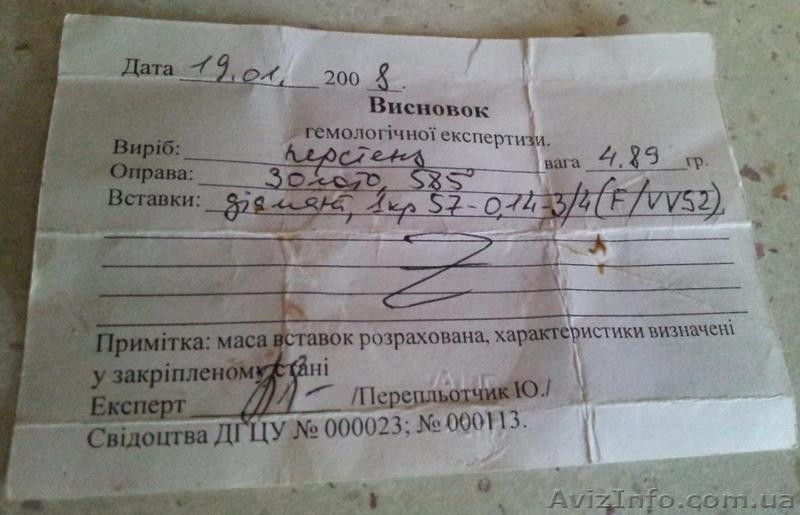 Дата 19.01. 2008.
Висновок
гемологічної експертизи.
Виріб: перстень вага 4.89 гр.
Оправа: золото, 585°
Вставки: діамант, 1кр57-0,14-3/4(F/VVS2).
Примітка: маса вставок розрахована, характеристики визначені
у закріпленому стані
Експерт /Перепльотчик Ю./
Свідоцтва ДГЦУ № 000023; № 000113.
AvizInfo.com.ua